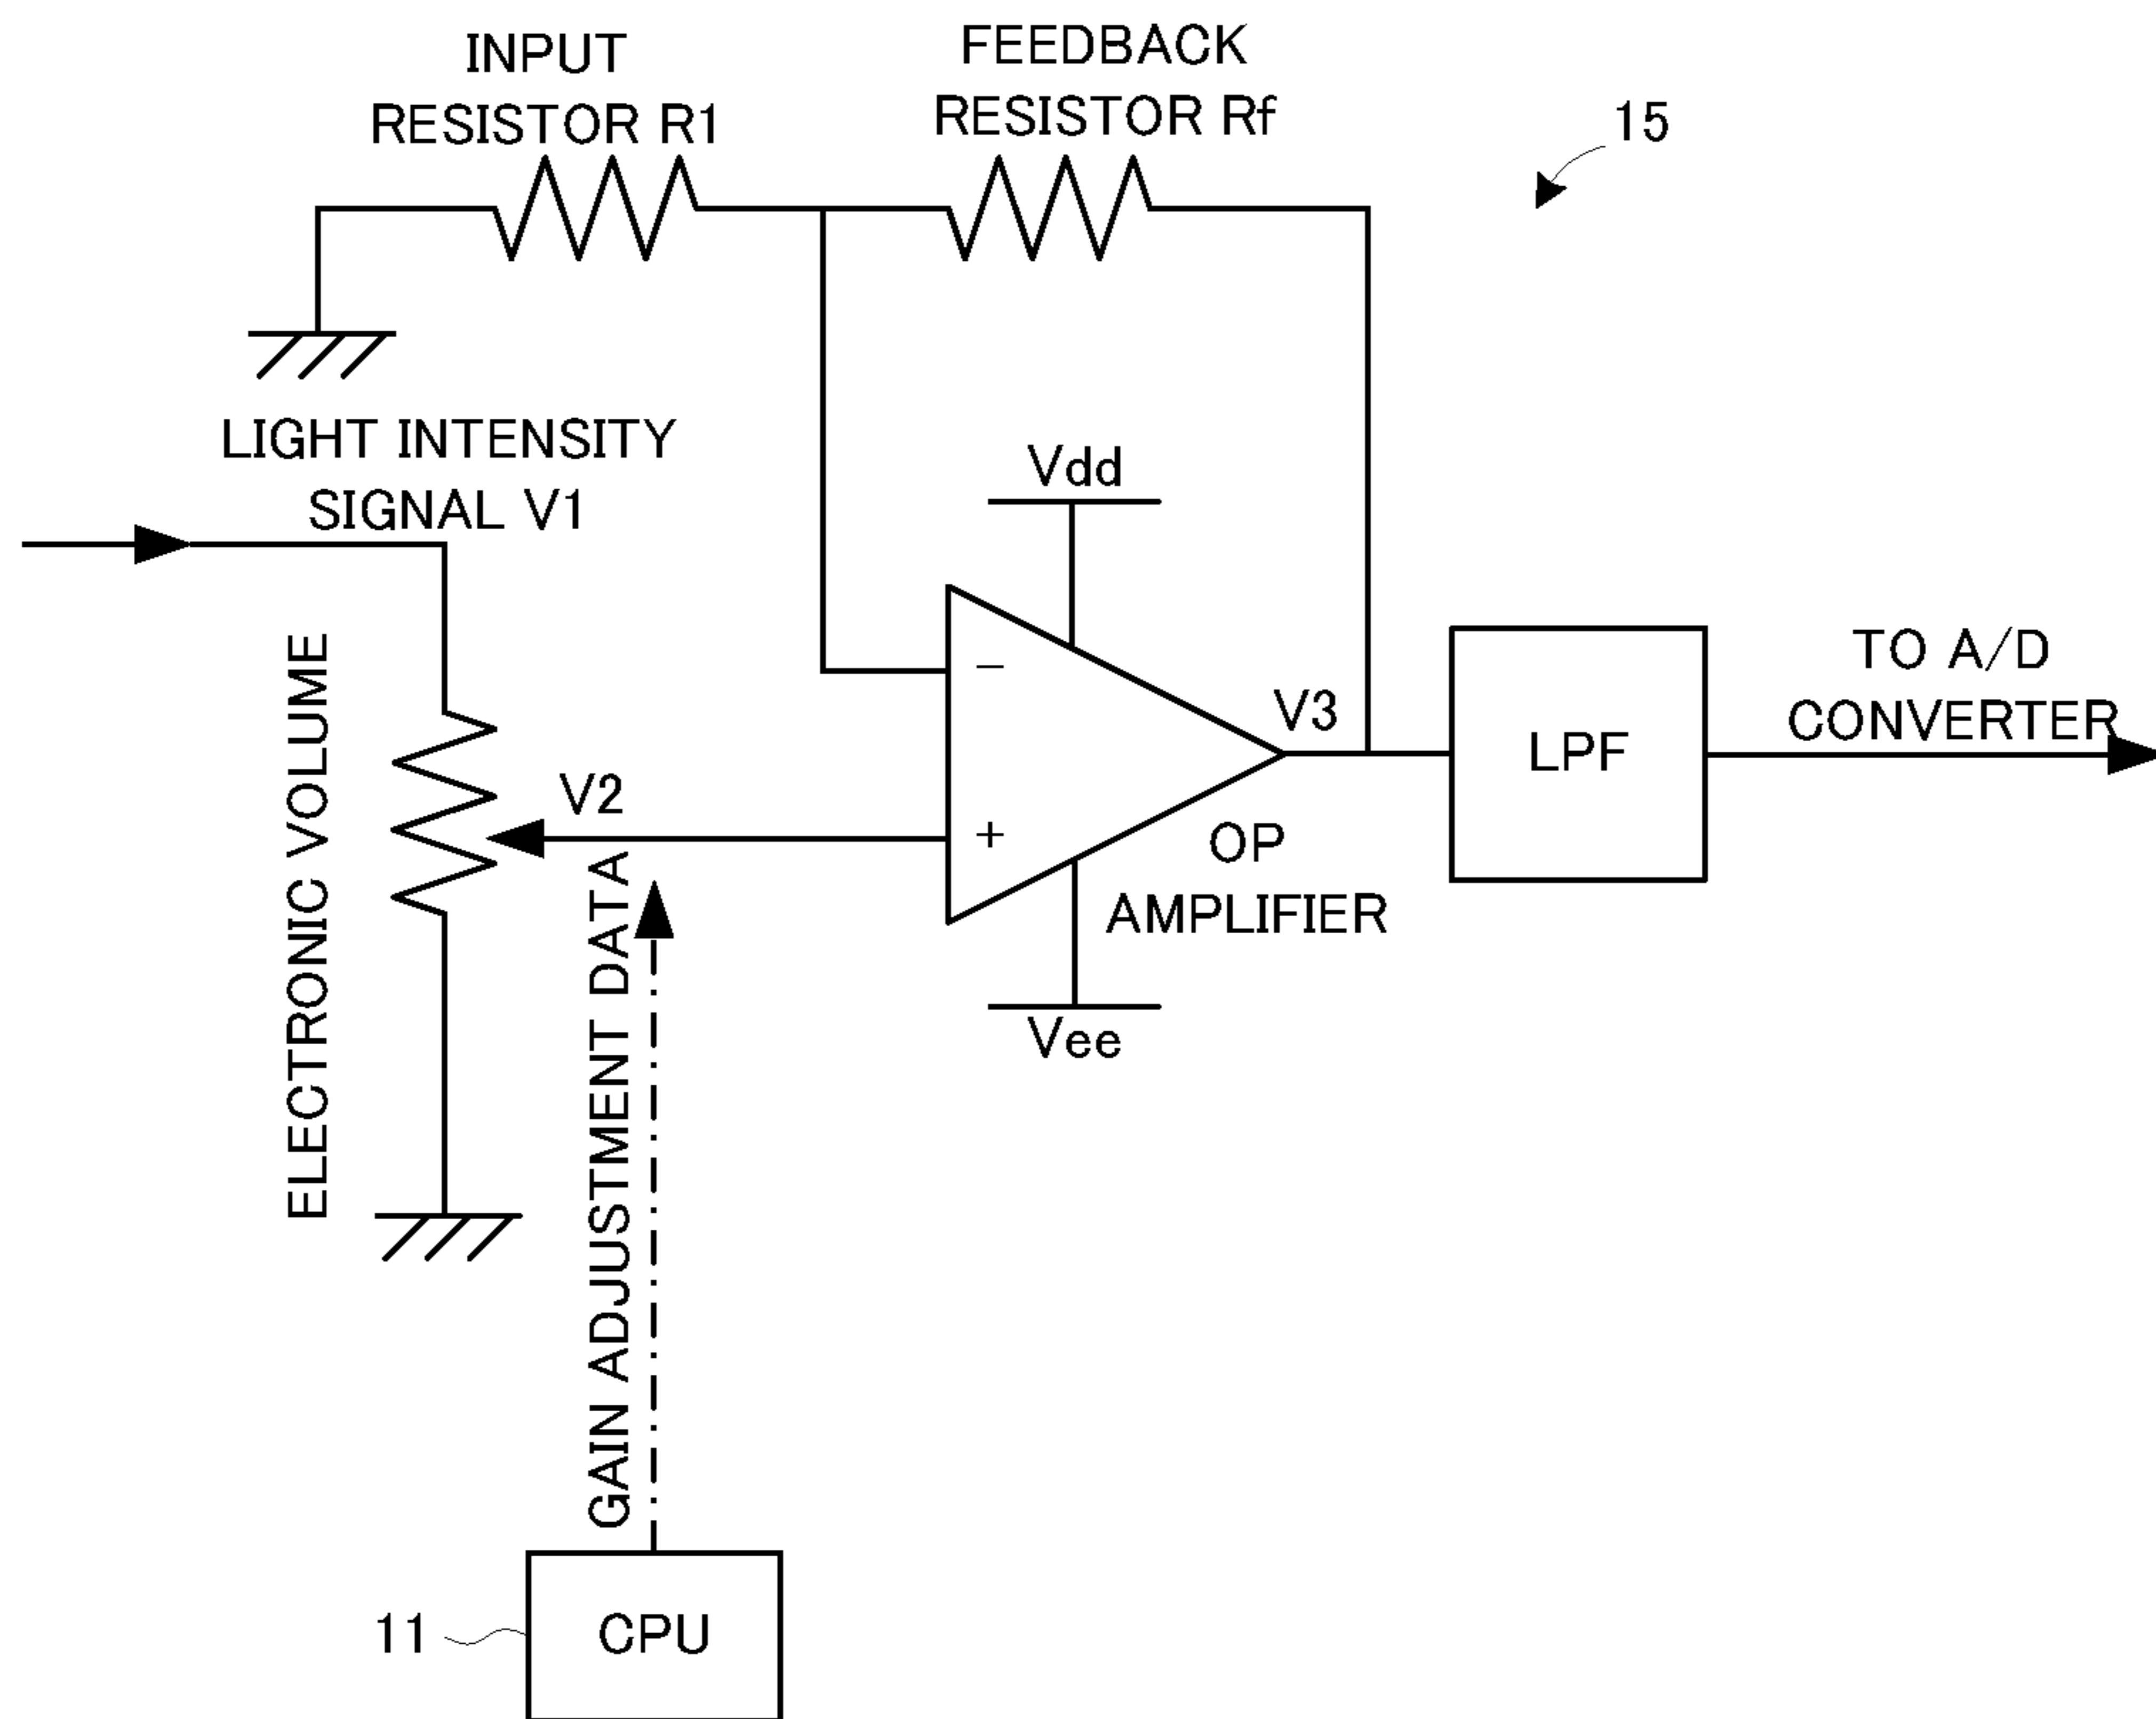 INPUT
RESISTOR R1
FEEDBACK
RESISTOR Rf
15
LIGHT INTENSITY
SIGNAL V1
Vdd
ELECTRONIC VOLUME
V2
−
+
V3
OP
AMPLIFIER
LPF
TO A/D
CONVERTER
Vee
GAIN ADJUSTMENT DATA
11
CPU